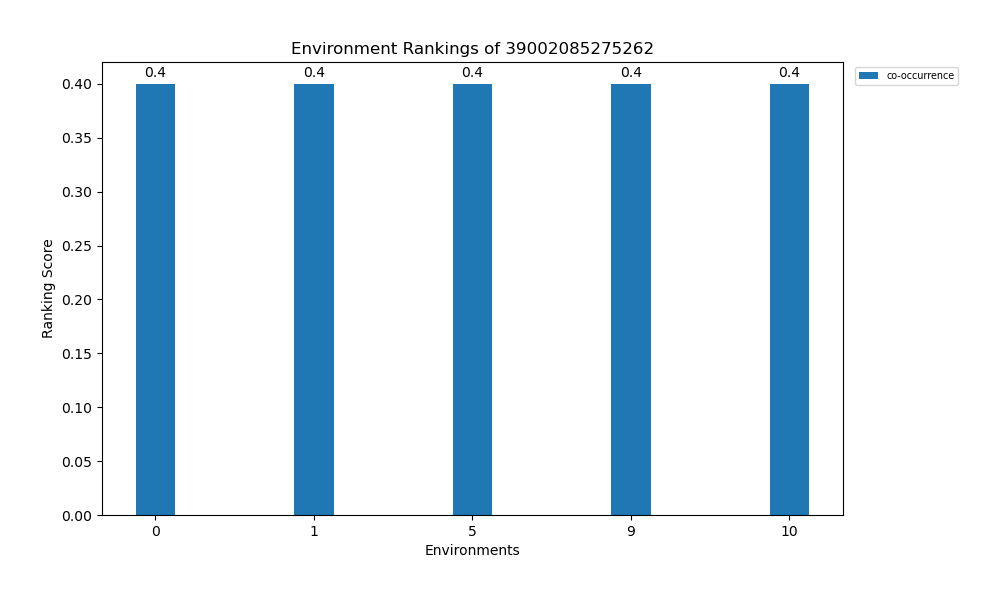 Environment Rankings of 39002085275262
0.4 0.4 0.4 0.4 0.4
co-occurrence
0.40
0.35
0.30
0.25
0.20
0.15
0.10
0.05
0.00
Ranking Score
0 1 5 9 10
Environments